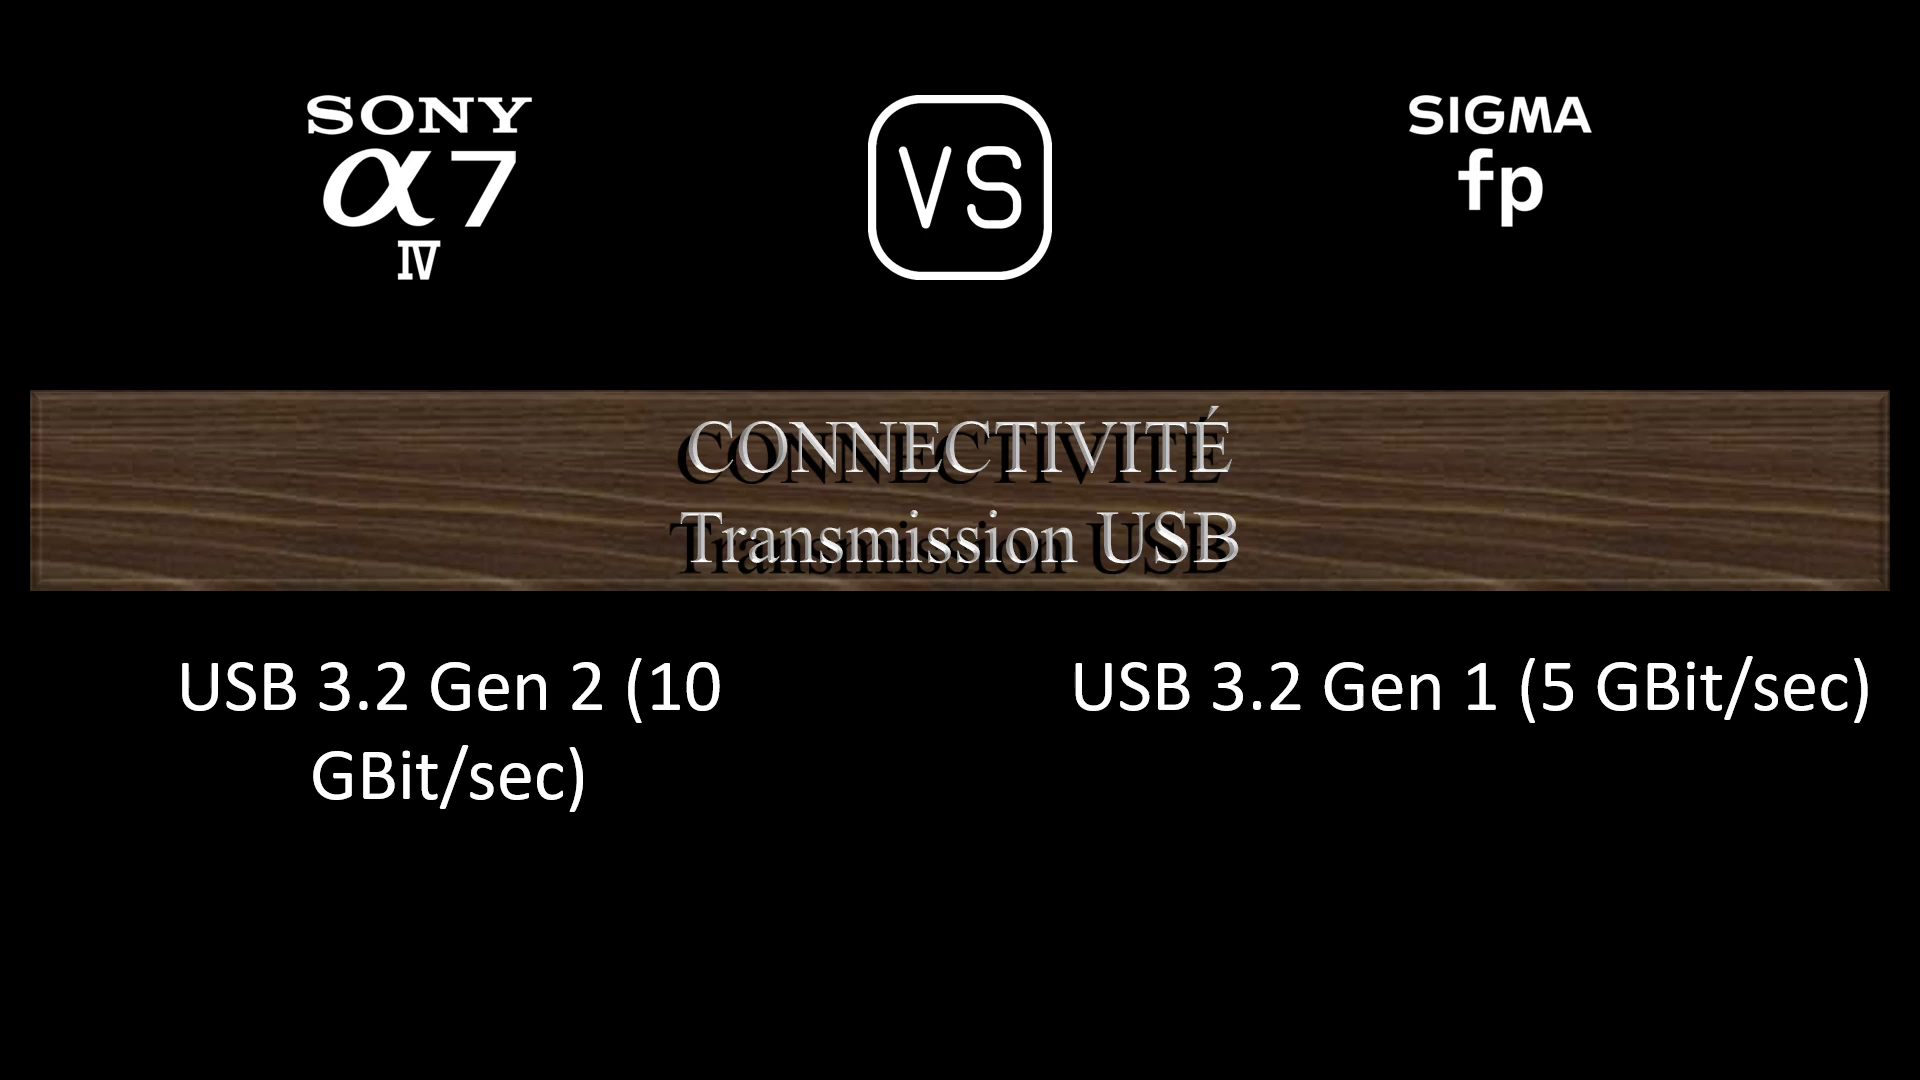 SONY
α7
IV
VS
SIGMA
fp
CONNECTIVITÉ
Transmission USB
USB 3.2 Gen 2 (10
GBit/sec)
USB 3.2 Gen 1 (5 GBit/sec)